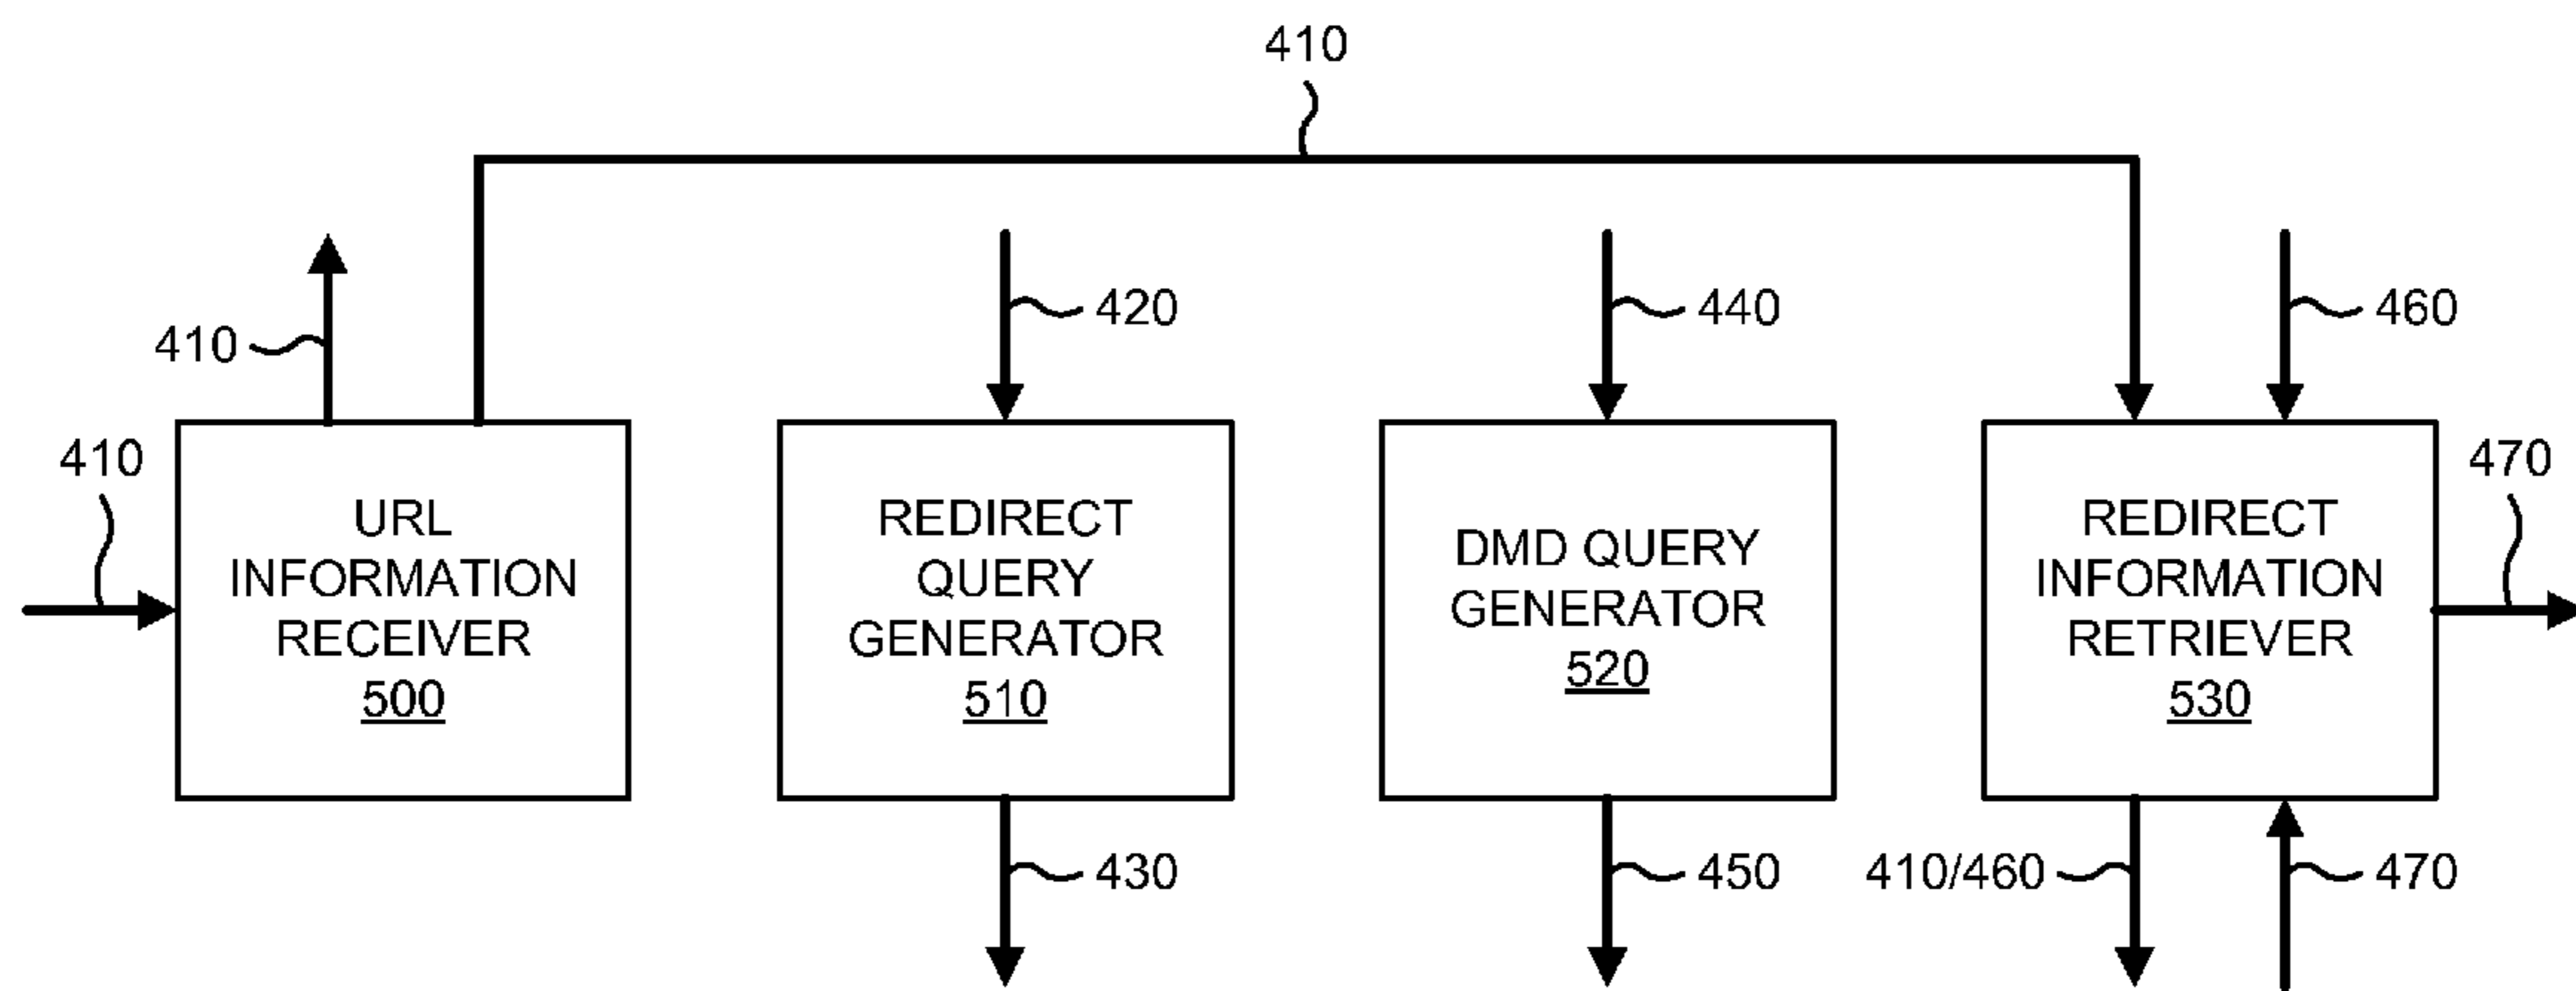 410
410
420
440
460
410
470
URL
INFORMATION
RECEIVER
500
REDIRECT
QUERY
GENERATOR
510
DMD QUERY
GENERATOR
520
REDIRECT
INFORMATION
RETRIEVER
530
430
450
410/460
470